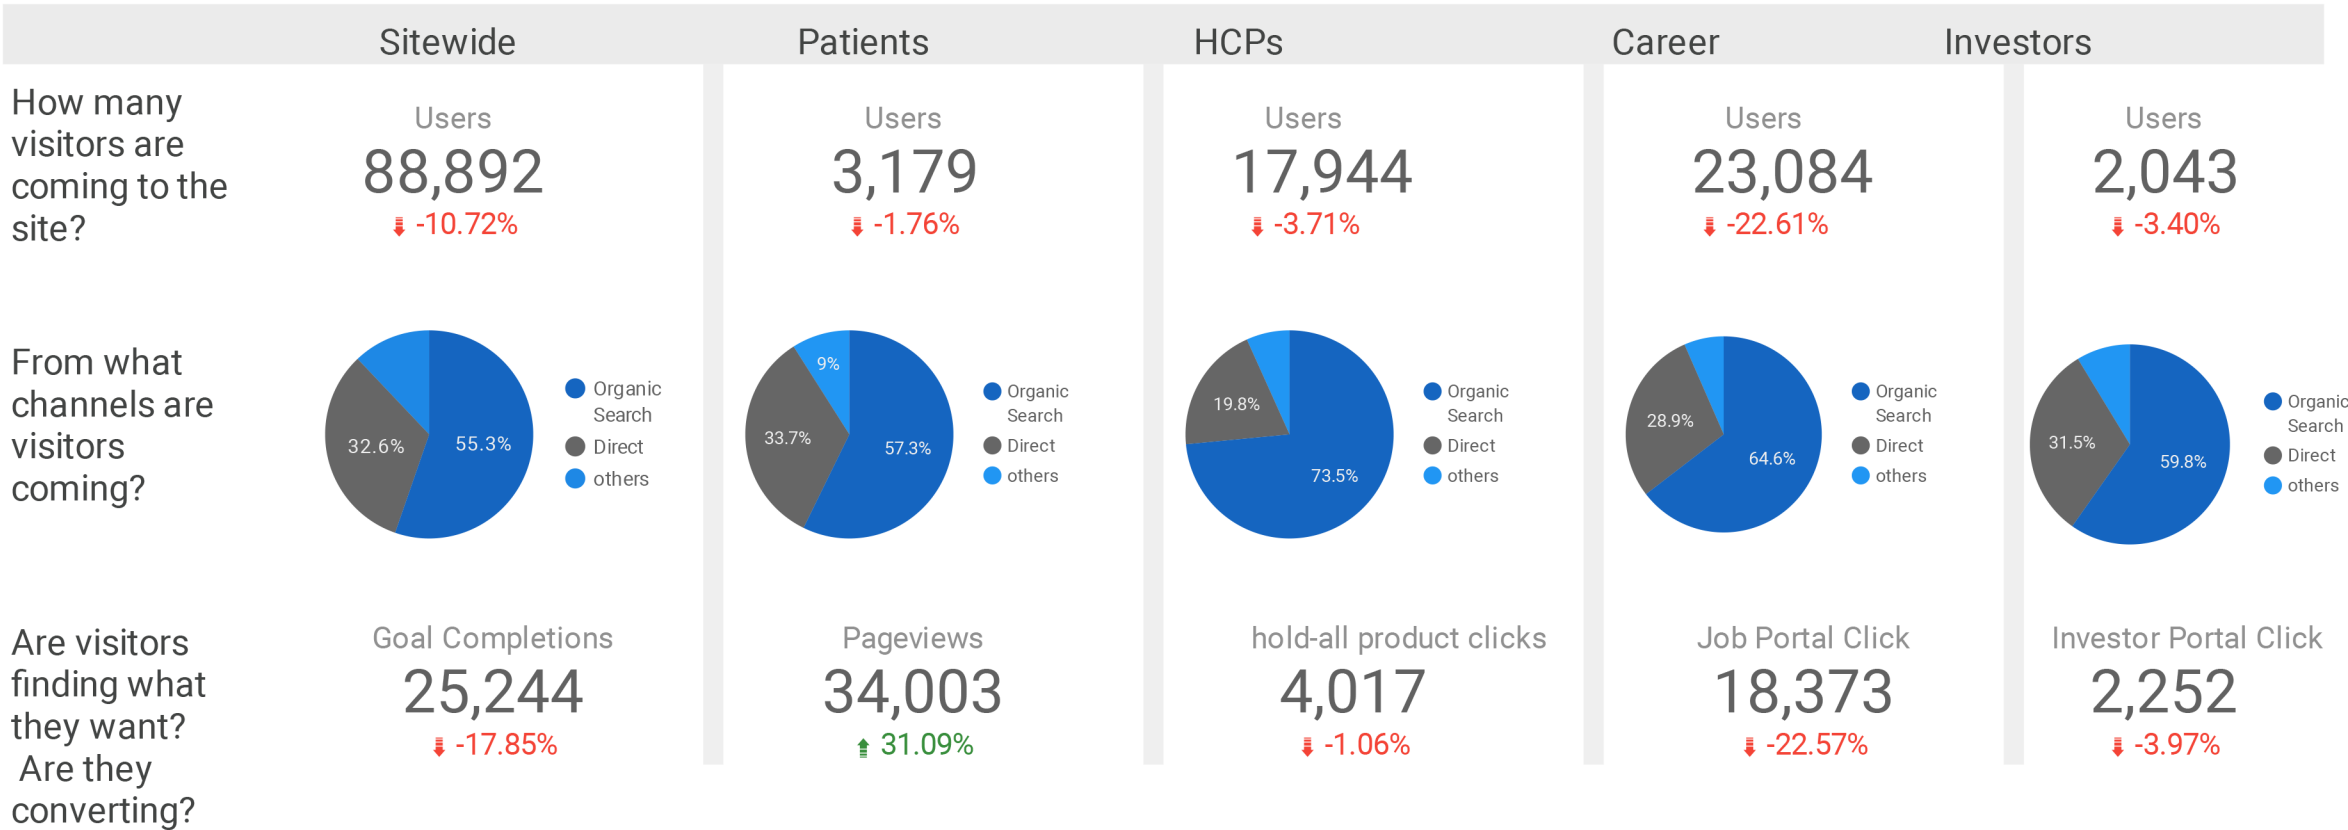 Sitewide
Patients
HCPs
Career
Investors
How many
visitors are
coming to the
site?
Users
88,892
-10.72%
Users
3,179
-1.76%
Users
17,944
-3.71%
Users
23,084
-22.61%
Users
2,043
-3.40%
From what
channels are
visitors
coming?
32.6%
55.3%
Organic
Search
Direct
others
9%
33.7%
57.3%
Organic
Search
Direct
others
19.8%
73.5%
Organic
Search
Direct
others
28.9%
64.6%
Organic
Search
Direct
others
31.5%
59.8%
Organic
Search
Direct
others
Are visitors
finding what
they want?
Are they
converting?
Goal Completions
25,244
-17.85%
Pageviews
34,003
31.09%
hold-all product clicks
4,017
-1.06%
Job Portal Click
18,373
-22.57%
Investor Portal Click
2,252
-3.97%